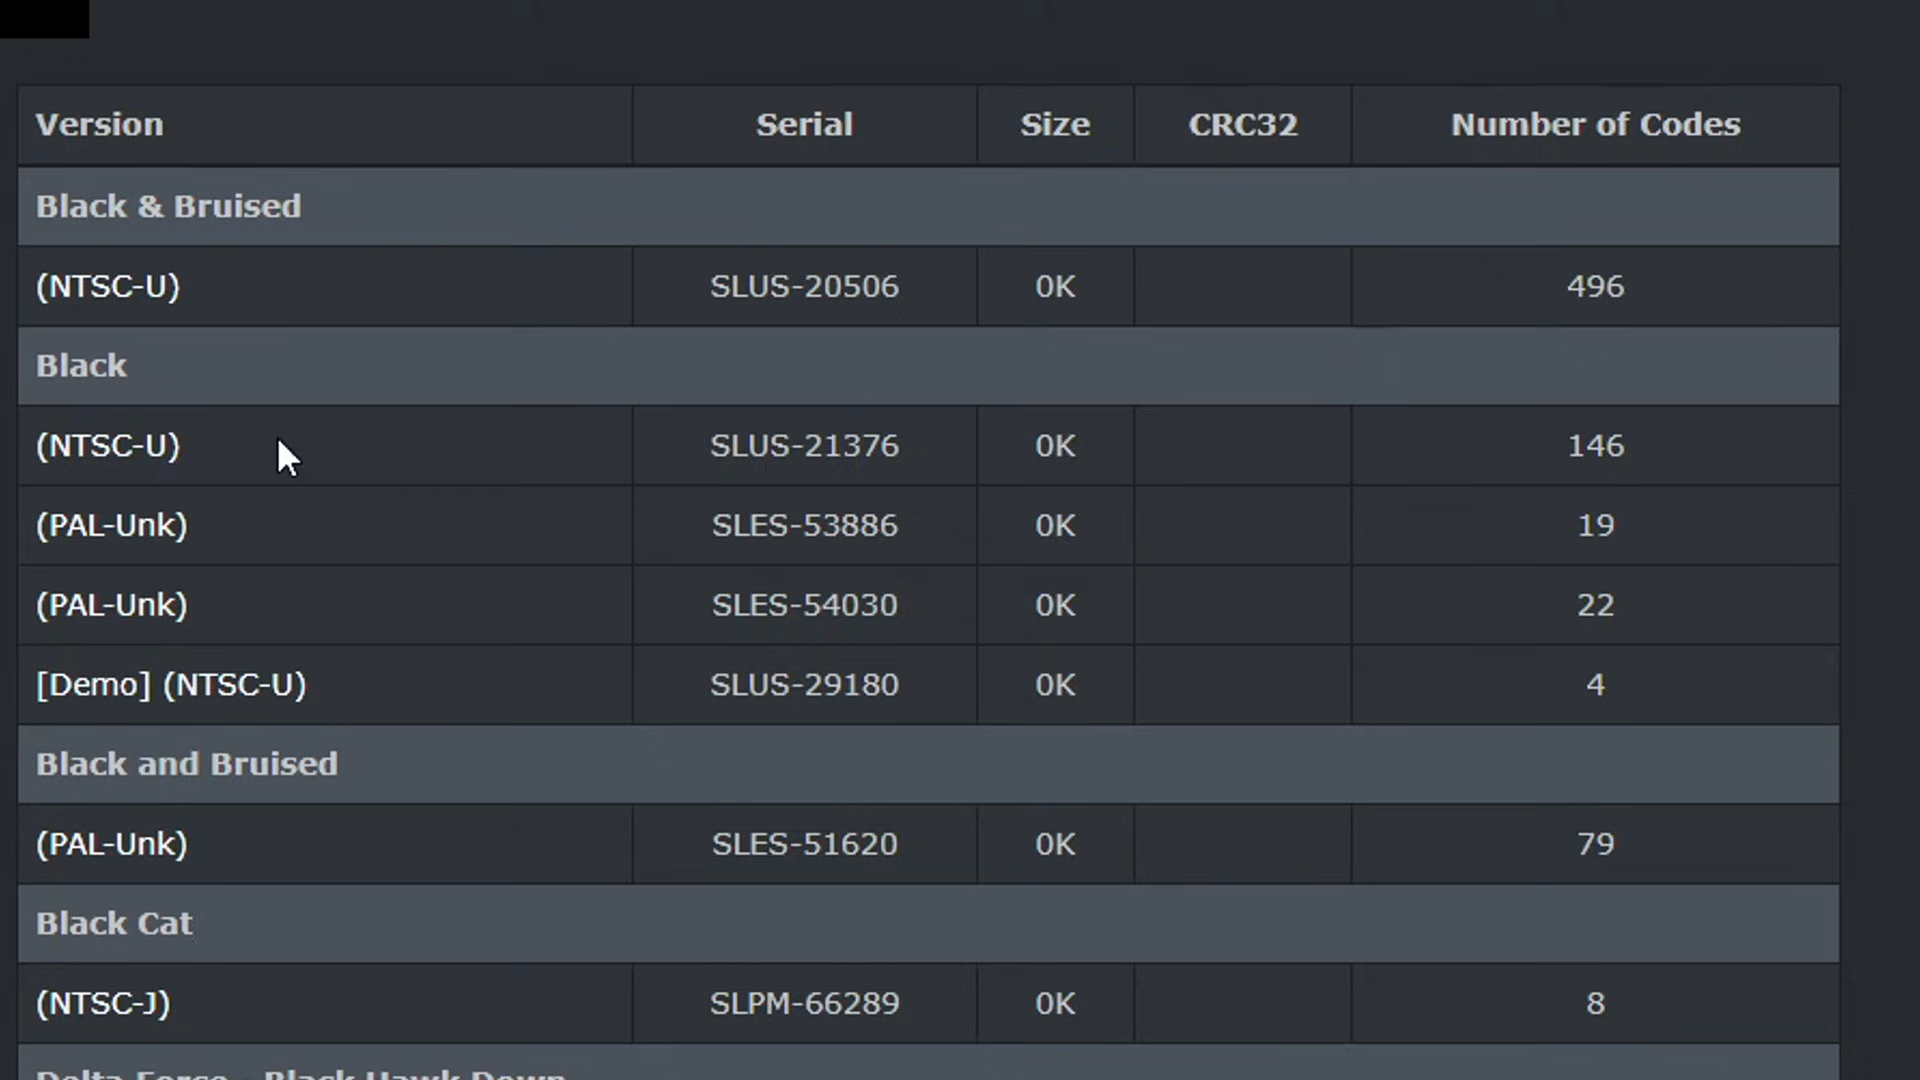 Version Serial Size CRC32 Number of Codes
Black & Bruised
(NTSC-U) SLUS-20506 0K 496
Black
(NTSC-U) SLUS-21376 0K 146
(PAL-Unk) SLES-53886 0K 19
(PAL-Unk) SLES-54030 0K 22
[Demo] (NTSC-U) SLUS-29180 0K 4
Black and Bruised
(PAL-Unk) SLES-51620 0K 79
Black Cat
(NTSC-J) SLPM-66289 0K 8
Delta Force - Black Hawk Down